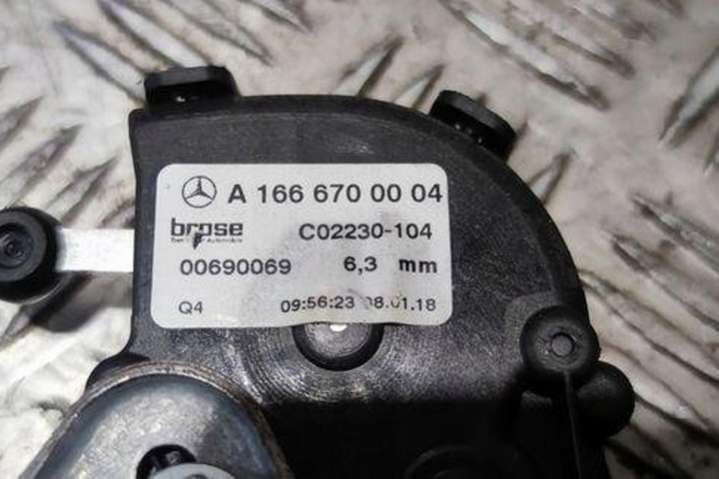 A 166 670 00 04
brose C02230-104
00690069 6,3 mm
Q4 09:56:23 08.01.18